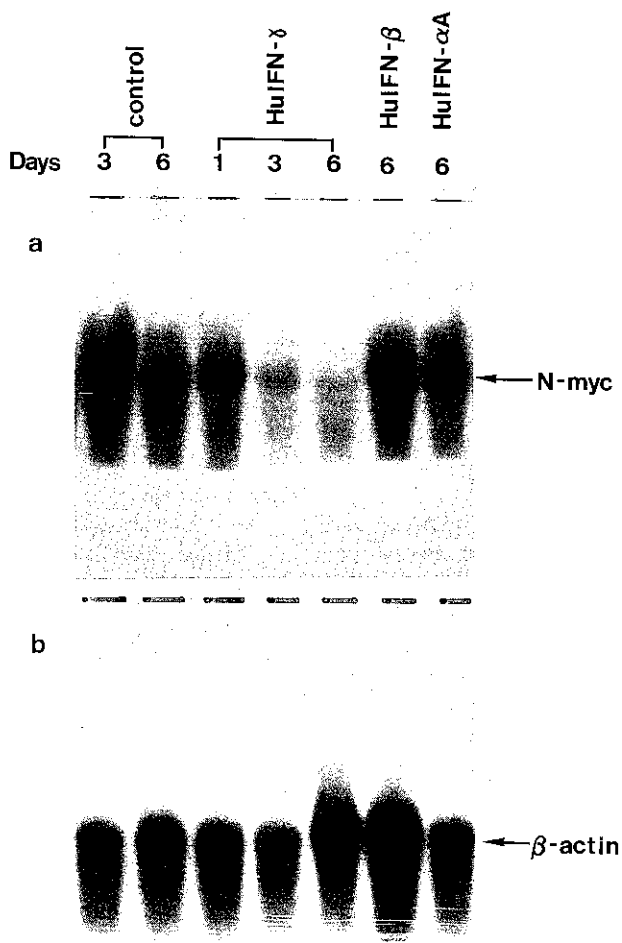 control
HuIFN-γ
HuIFN-β
HuIFN-αA
Days 3 6 1 3 6 6 6
a
N-myc
b
β-actin